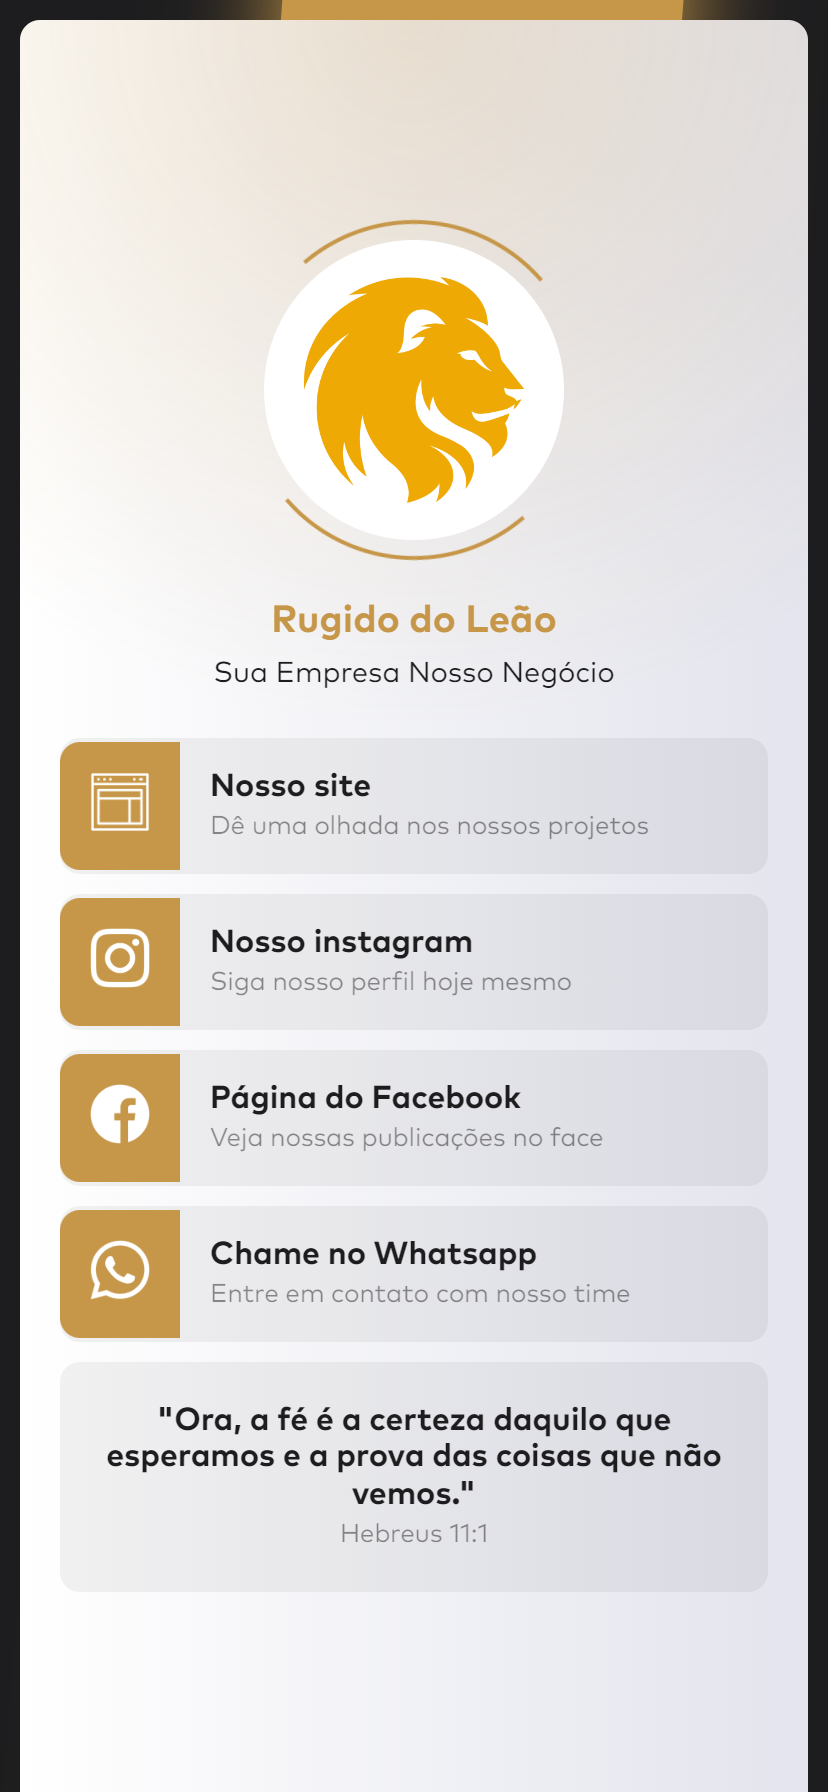 Rugido do Leão
Sua Empresa Nosso Negócio
Nosso site
Dê uma olhada nos nossos projetos
Nosso instagram
Siga nosso perfil hoje mesmo
Página do Facebook
Veja nossas publicações no face
Chame no Whatsapp
Entre em contato com nosso time
"Ora, a fé é a certeza daquilo que
esperamos e a prova das coisas que não
vemos."
Hebreus 11:1